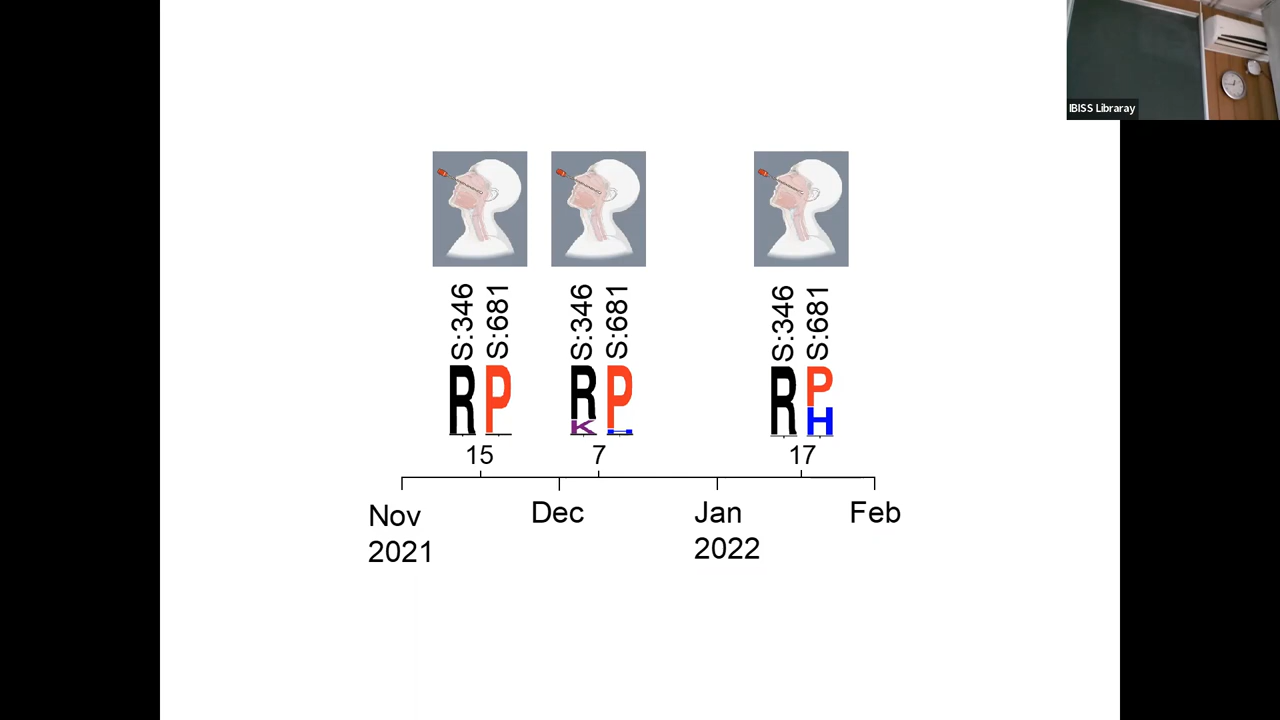 IBISS Libraray
S:346 S:681 S:346 S:681 S:346 S:681
R P R P R P
K H H
15 7 17
Nov Dec Jan Feb
2021 2022